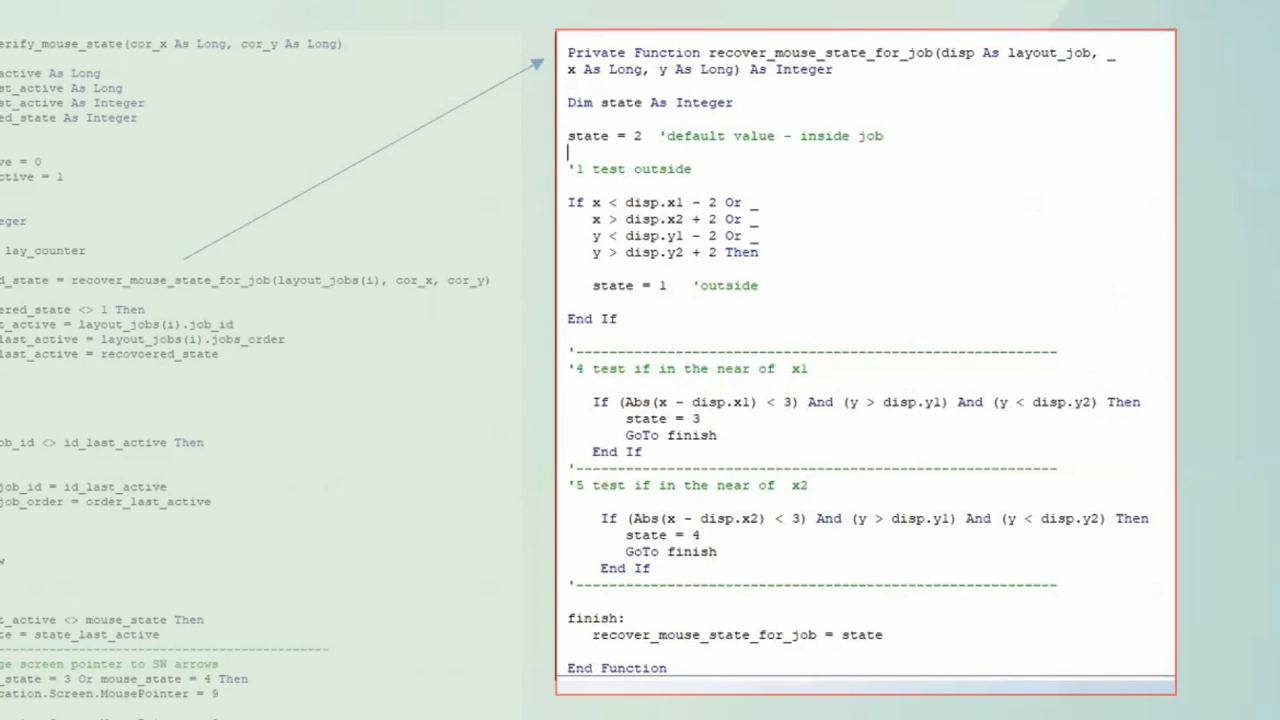 erify_mouse_state(cor_x As Long, cor_y As Long)
active As Long
st_active As Long
st_active As Integer
ed_state As Integer
ve = 0
ctive = 1
eger
lay_counter
d_state = recover_mouse_state_for_job(layout_jobs(i), cor_x, cor_y)
ered_state <> 1 Then
t_active = layout_jobs(i).job_id
last_active = layout_jobs(i).jobs_order
last_active = recovoered_state
ob_id <> id_last_active Then
job_id = id_last_active
job_order = order_last_active
w
t_active <> mouse_state Then
te = state_last_active
ge screen pointer to SW arrows
_state = 3 Or mouse_state = 4 Then
cation.Screen.MousePointer = 9
Private Function recover_mouse_state_for_job(disp As layout_job, _
x As Long, y As Long) As Integer
Dim state As Integer
state = 2 'default value - inside job
'1 test outside
If x < disp.x1 - 2 Or _
x > disp.x2 + 2 Or _
y < disp.y1 - 2 Or _
y > disp.y2 + 2 Then
state = 1 'outside
End If
'----------------------------------------------------------
'4 test if in the near of x1
If (Abs(x - disp.x1) < 3) And (y > disp.y1) And (y < disp.y2) Then
state = 3
GoTo finish
End If
'----------------------------------------------------------
'5 test if in the near of x2
If (Abs(x - disp.x2) < 3) And (y > disp.y1) And (y < disp.y2) Then
state = 4
GoTo finish
End If
'----------------------------------------------------------
finish:
recover_mouse_state_for_job = state
End Function